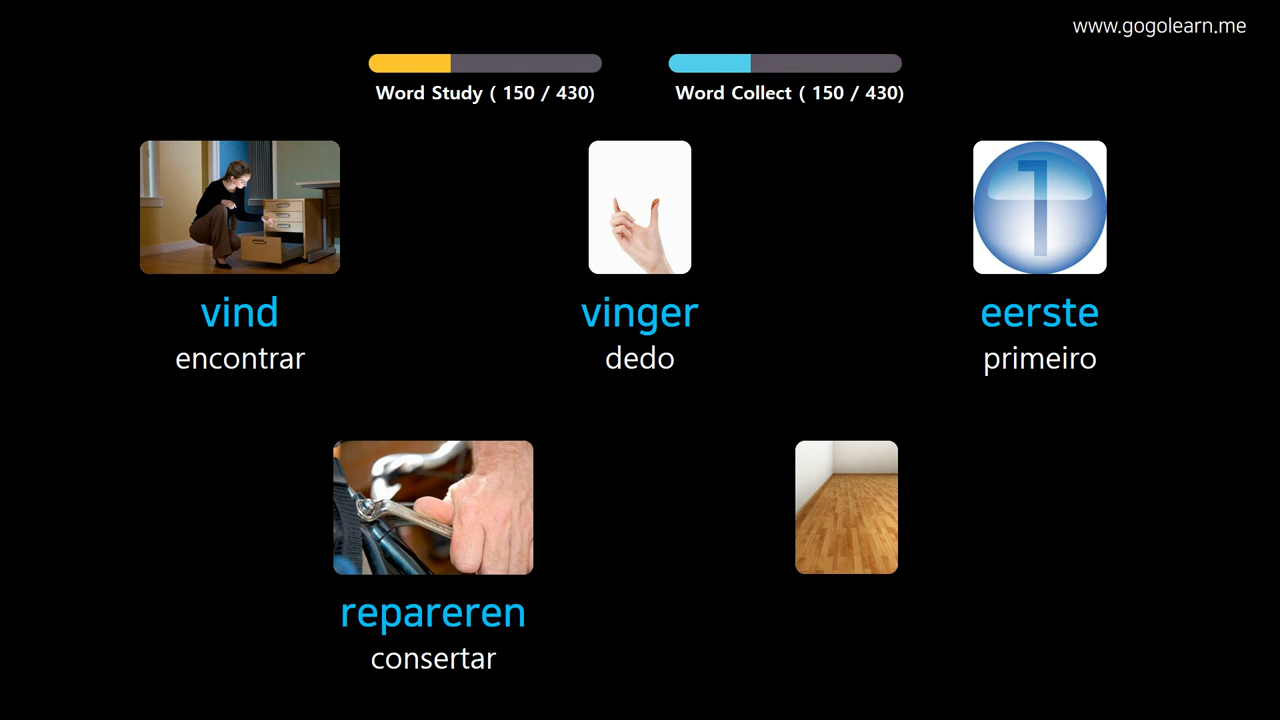 www.gogolearn.me
Word Study ( 150 / 430)
Word Collect ( 150 / 430)
1
vind
encontrar
vinger
dedo
eerste
primeiro
repareren
consertar